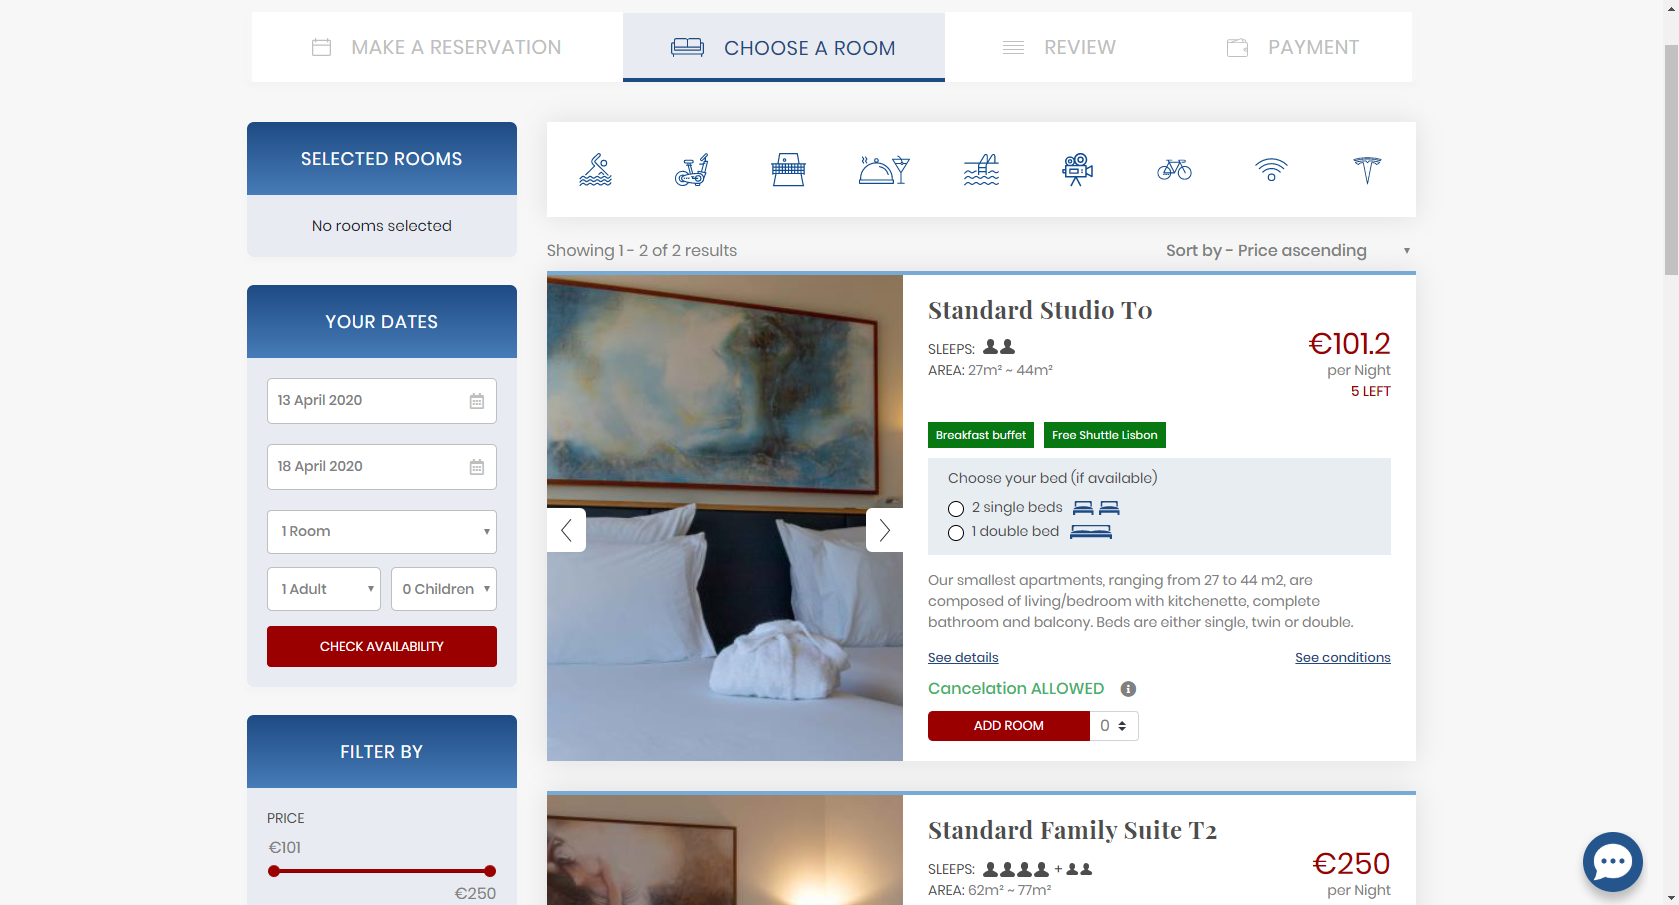 MAKE A RESERVATION
CHOOSE A ROOM
REVIEW
PAYMENT
SELECTED ROOMS
No rooms selected
YOUR DATES
13 April 2020
18 April 2020
1 Room
1 Adult
0 Children
CHECK AVAILABILITY
FILTER BY
PRICE
€101
€250
Showing 1 - 2 of 2 results
Sort by - Price ascending
Standard Studio T0
SLEEPS:
AREA: 27m² ~ 44m²
€101.2
per Night
5 LEFT
Breakfast buffet
Free Shuttle Lisbon
Choose your bed (if available)
2 single beds
1 double bed
Our smallest apartments, ranging from 27 to 44 m2, are
composed of living/bedroom with kitchenette, complete
bathroom and balcony. Beds are either single, twin or double.
See details
See conditions
Cancelation ALLOWED
ADD ROOM
0
Standard Family Suite T2
SLEEPS: +
AREA: 62m² ~ 77m²
€250
per Night